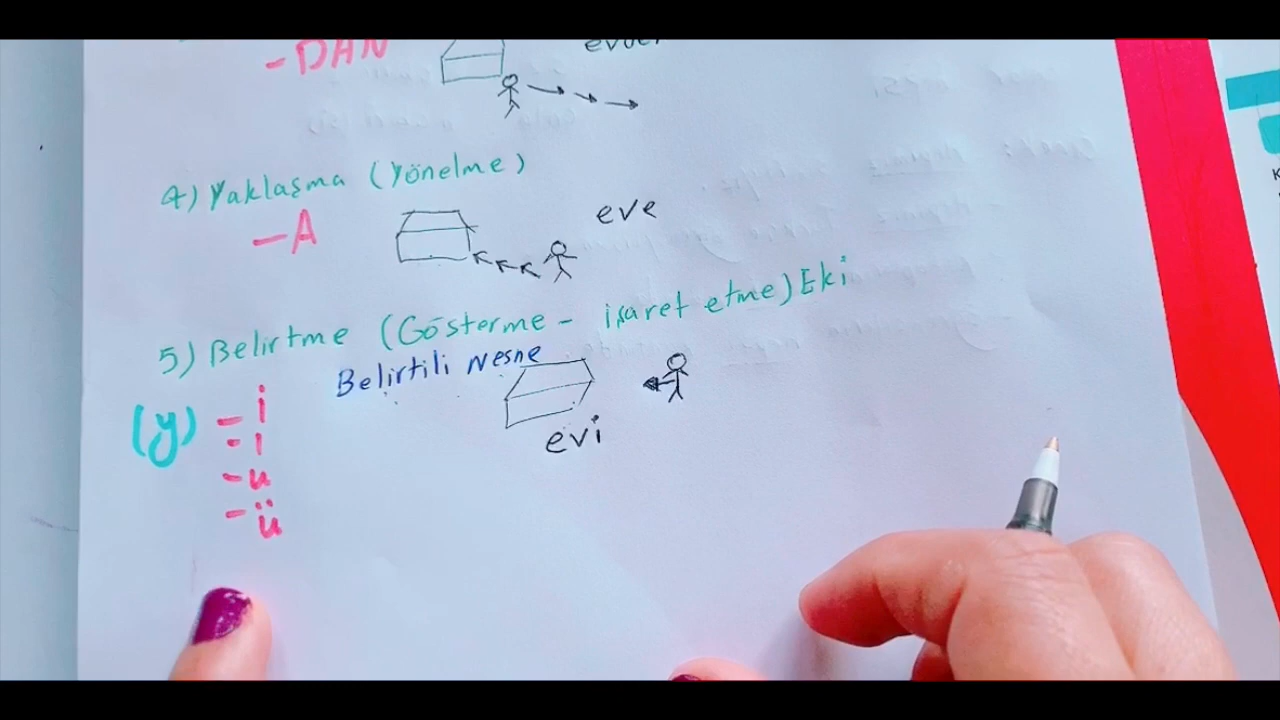 -DAN
4) Yaklaşma (Yönelme)
-A
eve
5) Belirtme (Gösterme - işaret etme) Eki
Belirtili Nesne
(y) -i
-ı
-u
-ü
evi